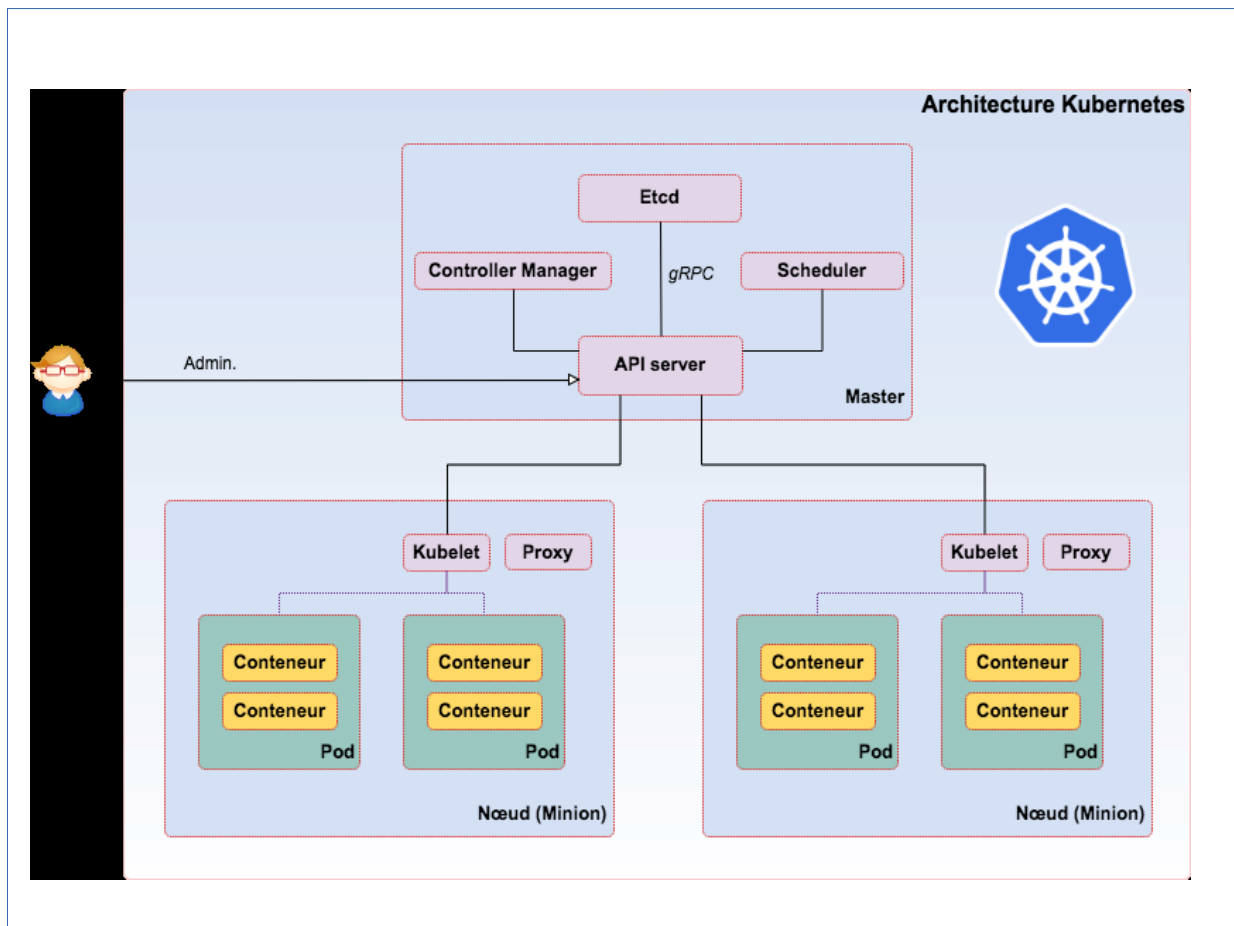 Architecture Kubernetes
Etcd
Controller Manager
gRPC
Scheduler
API server
Admin.
Master
Kubelet
Proxy
Kubelet
Proxy
Conteneur
Conteneur
Conteneur
Conteneur
Conteneur
Conteneur
Conteneur
Conteneur
Pod
Pod
Pod
Pod
Nœud (Minion)
Nœud (Minion)